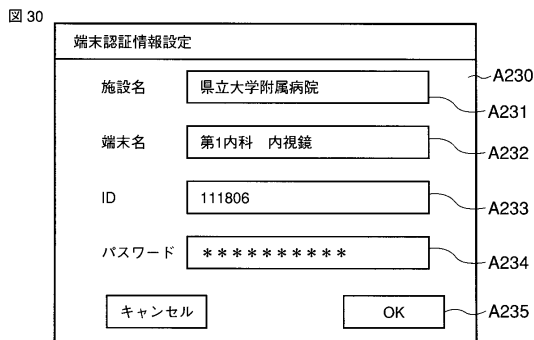 図 30
端末認証情報設定
A230
施設名 県立大学附属病院
A231
端末名 第1内科 内視鏡
A232
ID 111806
A233
パスワード **********
A234
キャンセル OK
A235